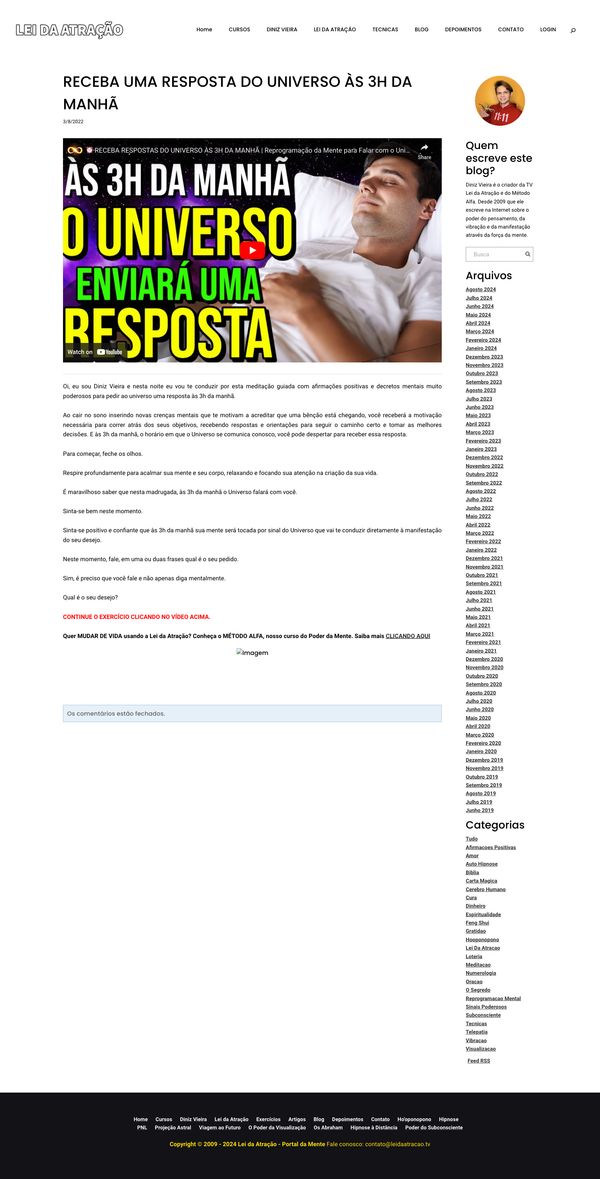 LEI DA ATRAÇÃO
Home CURSOS DINIZ VIEIRA LEI DA ATRAÇÃO TECNICAS BLOG DEPOIMENTOS CONTATO LOGIN
RECEBA UMA RESPOSTA DO UNIVERSO ÀS 3H DA
MANHÃ
3/8/2022
RECEBA RESPOSTAS DO UNIVERSO ÀS 3H DA MANHÃ | Reprogramação da Mente para Falar com o Uni...
Share
ÀS 3H DA MANHÃ
O UNIVERSO
ENVIARÁ UMA
RESPOSTA
Watch on YouTube
Oi, eu sou Diniz Vieira e nesta noite eu vou te conduzir por esta meditação guiada com afirmações positivas e decretos mentais muito
poderosos para pedir ao universo uma resposta às 3h da manhã.
Ao cair no sono inserindo novas crenças mentais que te motivam a acreditar que uma bênção está chegando, você receberá a motivação
necessária para correr atrás dos seus objetivos, recebendo respostas e orientações para seguir o caminho certo e tomar as melhores
decisões. E às 3h da manhã, o horário em que o Universo se comunica conosco, você pode despertar para receber essa resposta.
Para começar, feche os olhos.
Respire profundamente para acalmar sua mente e seu corpo, relaxando e focando sua atenção na criação da sua vida.
É maravilhoso saber que nesta madrugada, às 3h da manhã o Universo falará com você.
Sinta-se bem neste momento.
Sinta-se positivo e confiante que às 3h da manhã sua mente será tocada por sinal do Universo que vai te conduzir diretamente à manifestação
do seu desejo.
Neste momento, fale, em uma ou duas frases qual é o seu pedido.
Sim, é preciso que você fale e não apenas diga mentalmente.
Qual é o seu desejo?
CONTINUE O EXERCÍCIO CLICANDO NO VÍDEO ACIMA.
Quer MUDAR DE VIDA usando a Lei da Atração? Conheça o MÉTODO ALFA, nosso curso do Poder da Mente. Saiba mais CLICANDO AQUI
Imagem
Os comentários estão fechados.
11:11
Quem
escreve este
blog?
Diniz Vieira é o criador da TV
Lei da Atração e do Método
Alfa. Desde 2009 que ele
escreve na Internet sobre o
poder do pensamento, da
vibração e da manifestação
através da força da mente.
Busca
Arquivos
Agosto 2024
Julho 2024
Junho 2024
Maio 2024
Abril 2024
Março 2024
Fevereiro 2024
Janeiro 2024
Dezembro 2023
Novembro 2023
Outubro 2023
Setembro 2023
Agosto 2023
Julho 2023
Junho 2023
Maio 2023
Abril 2023
Março 2023
Fevereiro 2023
Janeiro 2023
Dezembro 2022
Novembro 2022
Outubro 2022
Setembro 2022
Agosto 2022
Julho 2022
Junho 2022
Maio 2022
Abril 2022
Março 2022
Fevereiro 2022
Janeiro 2022
Dezembro 2021
Novembro 2021
Outubro 2021
Setembro 2021
Agosto 2021
Julho 2021
Junho 2021
Maio 2021
Abril 2021
Março 2021
Fevereiro 2021
Janeiro 2021
Dezembro 2020
Novembro 2020
Outubro 2020
Setembro 2020
Agosto 2020
Julho 2020
Junho 2020
Maio 2020
Abril 2020
Março 2020
Fevereiro 2020
Janeiro 2020
Dezembro 2019
Novembro 2019
Outubro 2019
Setembro 2019
Agosto 2019
Julho 2019
Junho 2019
Categorias
Tudo
Afirmacoes Positivas
Amor
Auto Hipnose
Biblia
Carta Magica
Cerebro Humano
Cura
Dinheiro
Espiritualidade
Feng Shui
Gratidao
Hooponopono
Lei Da Atracao
Loteria
Meditacao
Numerologia
Oracao
O Segredo
Reprogramacao Mental
Sinais Poderosos
Subconsciente
Tecnicas
Telepatia
Vibracao
Visualizacao
Feed RSS
Home Cursos Diniz Vieira Lei da Atração Exercícios Artigos Blog Depoimentos Contato Ho'oponopono Hipnose
PNL Projeção Astral Viagem ao Futuro O Poder da Visualização Os Abraham Hipnose à Distância Poder do Subconsciente
Copyright © 2009 - 2024 Lei da Atração - Portal da Mente Fale conosco: contato@leidaatracao.tv